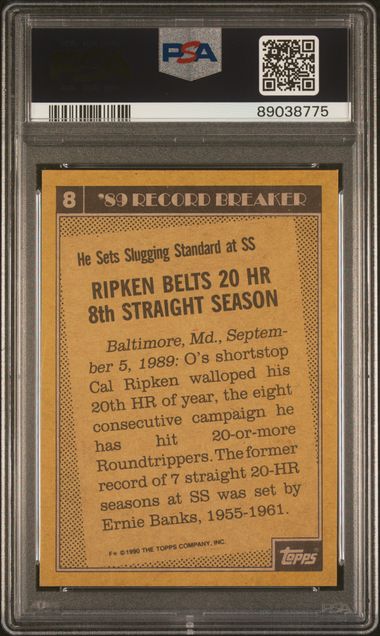 PSA
89038775
8 '89 RECORD BREAKER
He Sets Slugging Standard at SS
RIPKEN BELTS 20 HR
8th STRAIGHT SEASON
Baltimore, Md., Septem-
ber 5, 1989: O's shortstop
Cal Ripken walloped his
20th HR of year, the eight
consecutive campaign he
has hit 20-or-more
Roundtrippers. The former
record of 7 straight 20-HR
seasons at SS was set by
Ernie Banks, 1955-1961.
F* © 1990 THE TOPPS COMPANY, INC.
topps
PSA